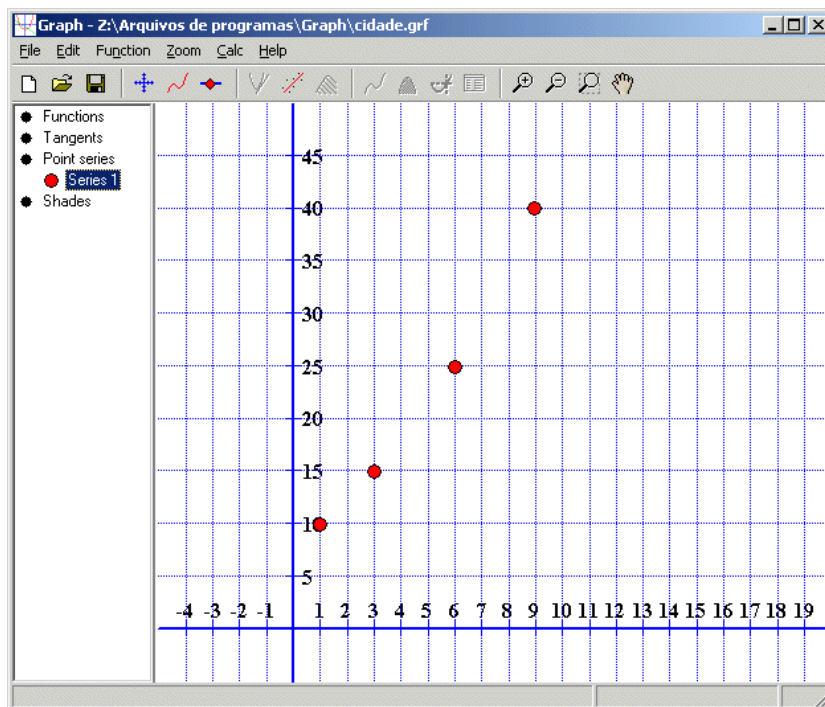 Graph - Z:\Arquivos de programas\Graph\cidade.grf
File Edit Function Zoom Calc Help
Functions
Tangents
Point series
Series 1
Shades
45
40
35
30
25
20
15
10
5
-4 -3 -2 -1 1 2 3 4 5 6 7 8 9 10 11 12 13 14 15 16 17 18 19